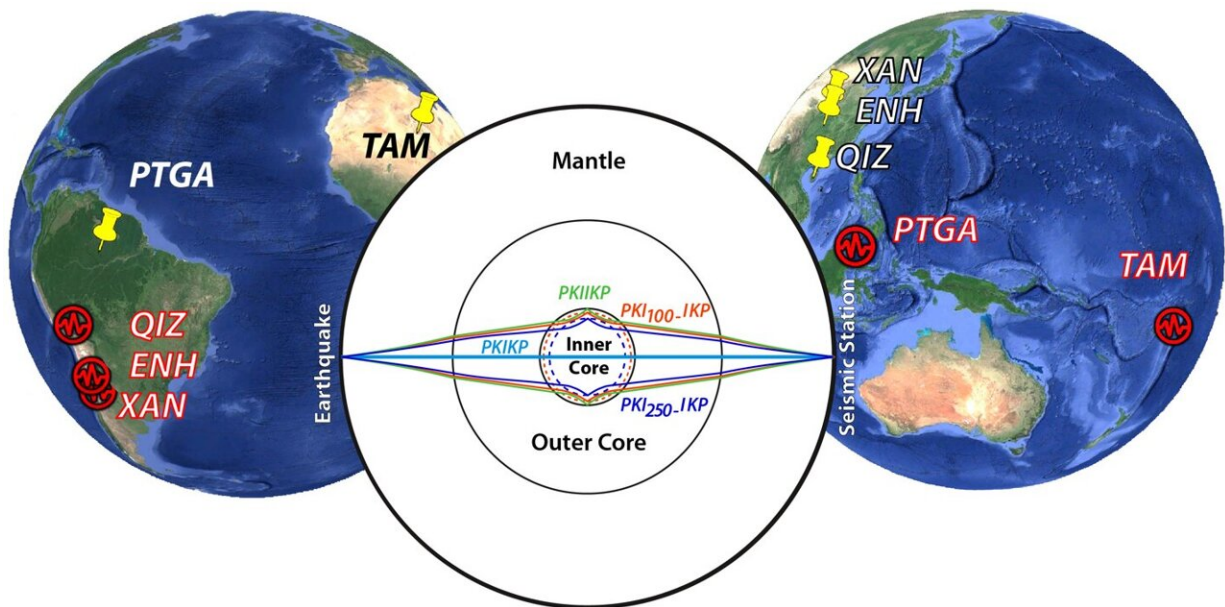 TAM
PTGA
QIZ
ENH
XAN
Earthquake
Mantle
PKIIKP
PKI100-IKP
PKIKP
Inner
Core
PKI250-IKP
Outer Core
Seismic Station
XAN
ENH
QIZ
PTGA
TAM